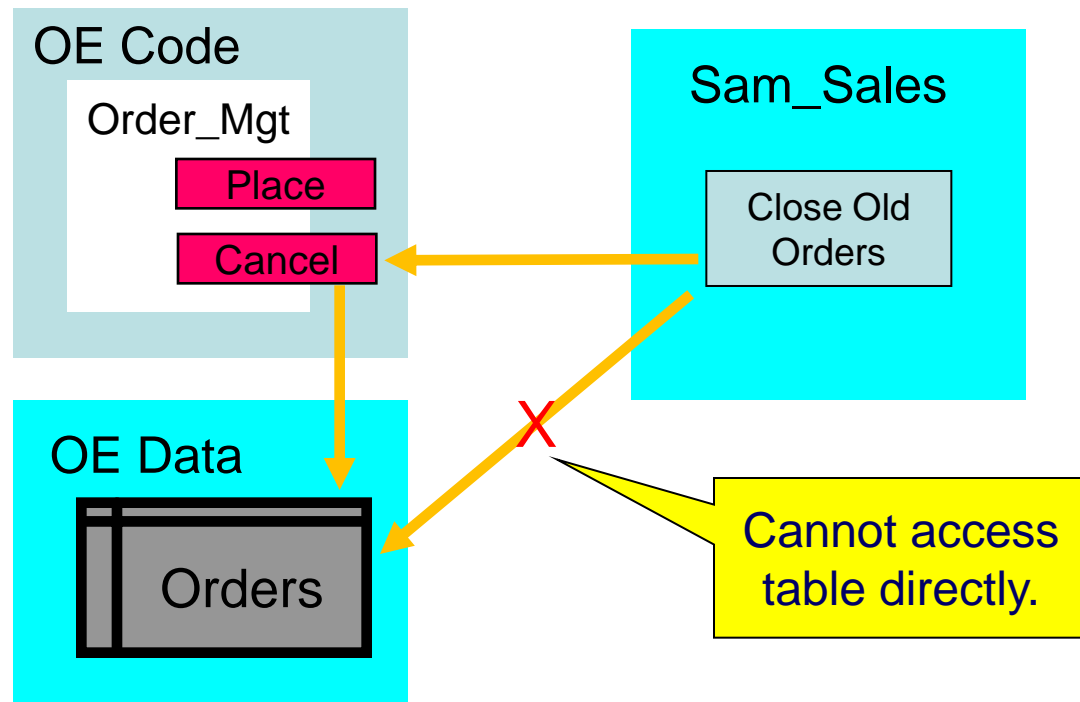 OE Code
Order_Mgt
Place
Cancel
Sam_Sales
Close Old
Orders
X
OE Data
Orders
Cannot access
table directly.